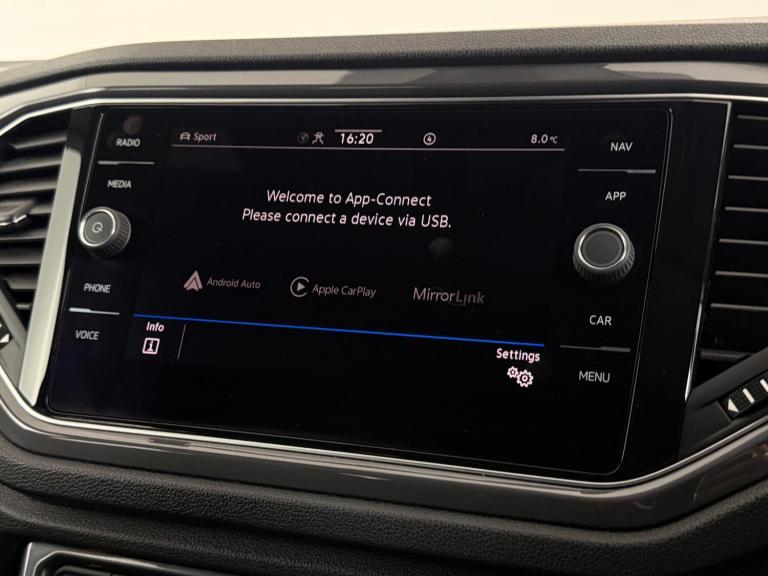 RADIO
MEDIA
PHONE
VOICE
Sport
16:20
4
8.0°C
Welcome to App-Connect
Please connect a device via USB.
Android Auto
Apple CarPlay
MirrorLink
Info
Settings
NAV
APP
CAR
MENU